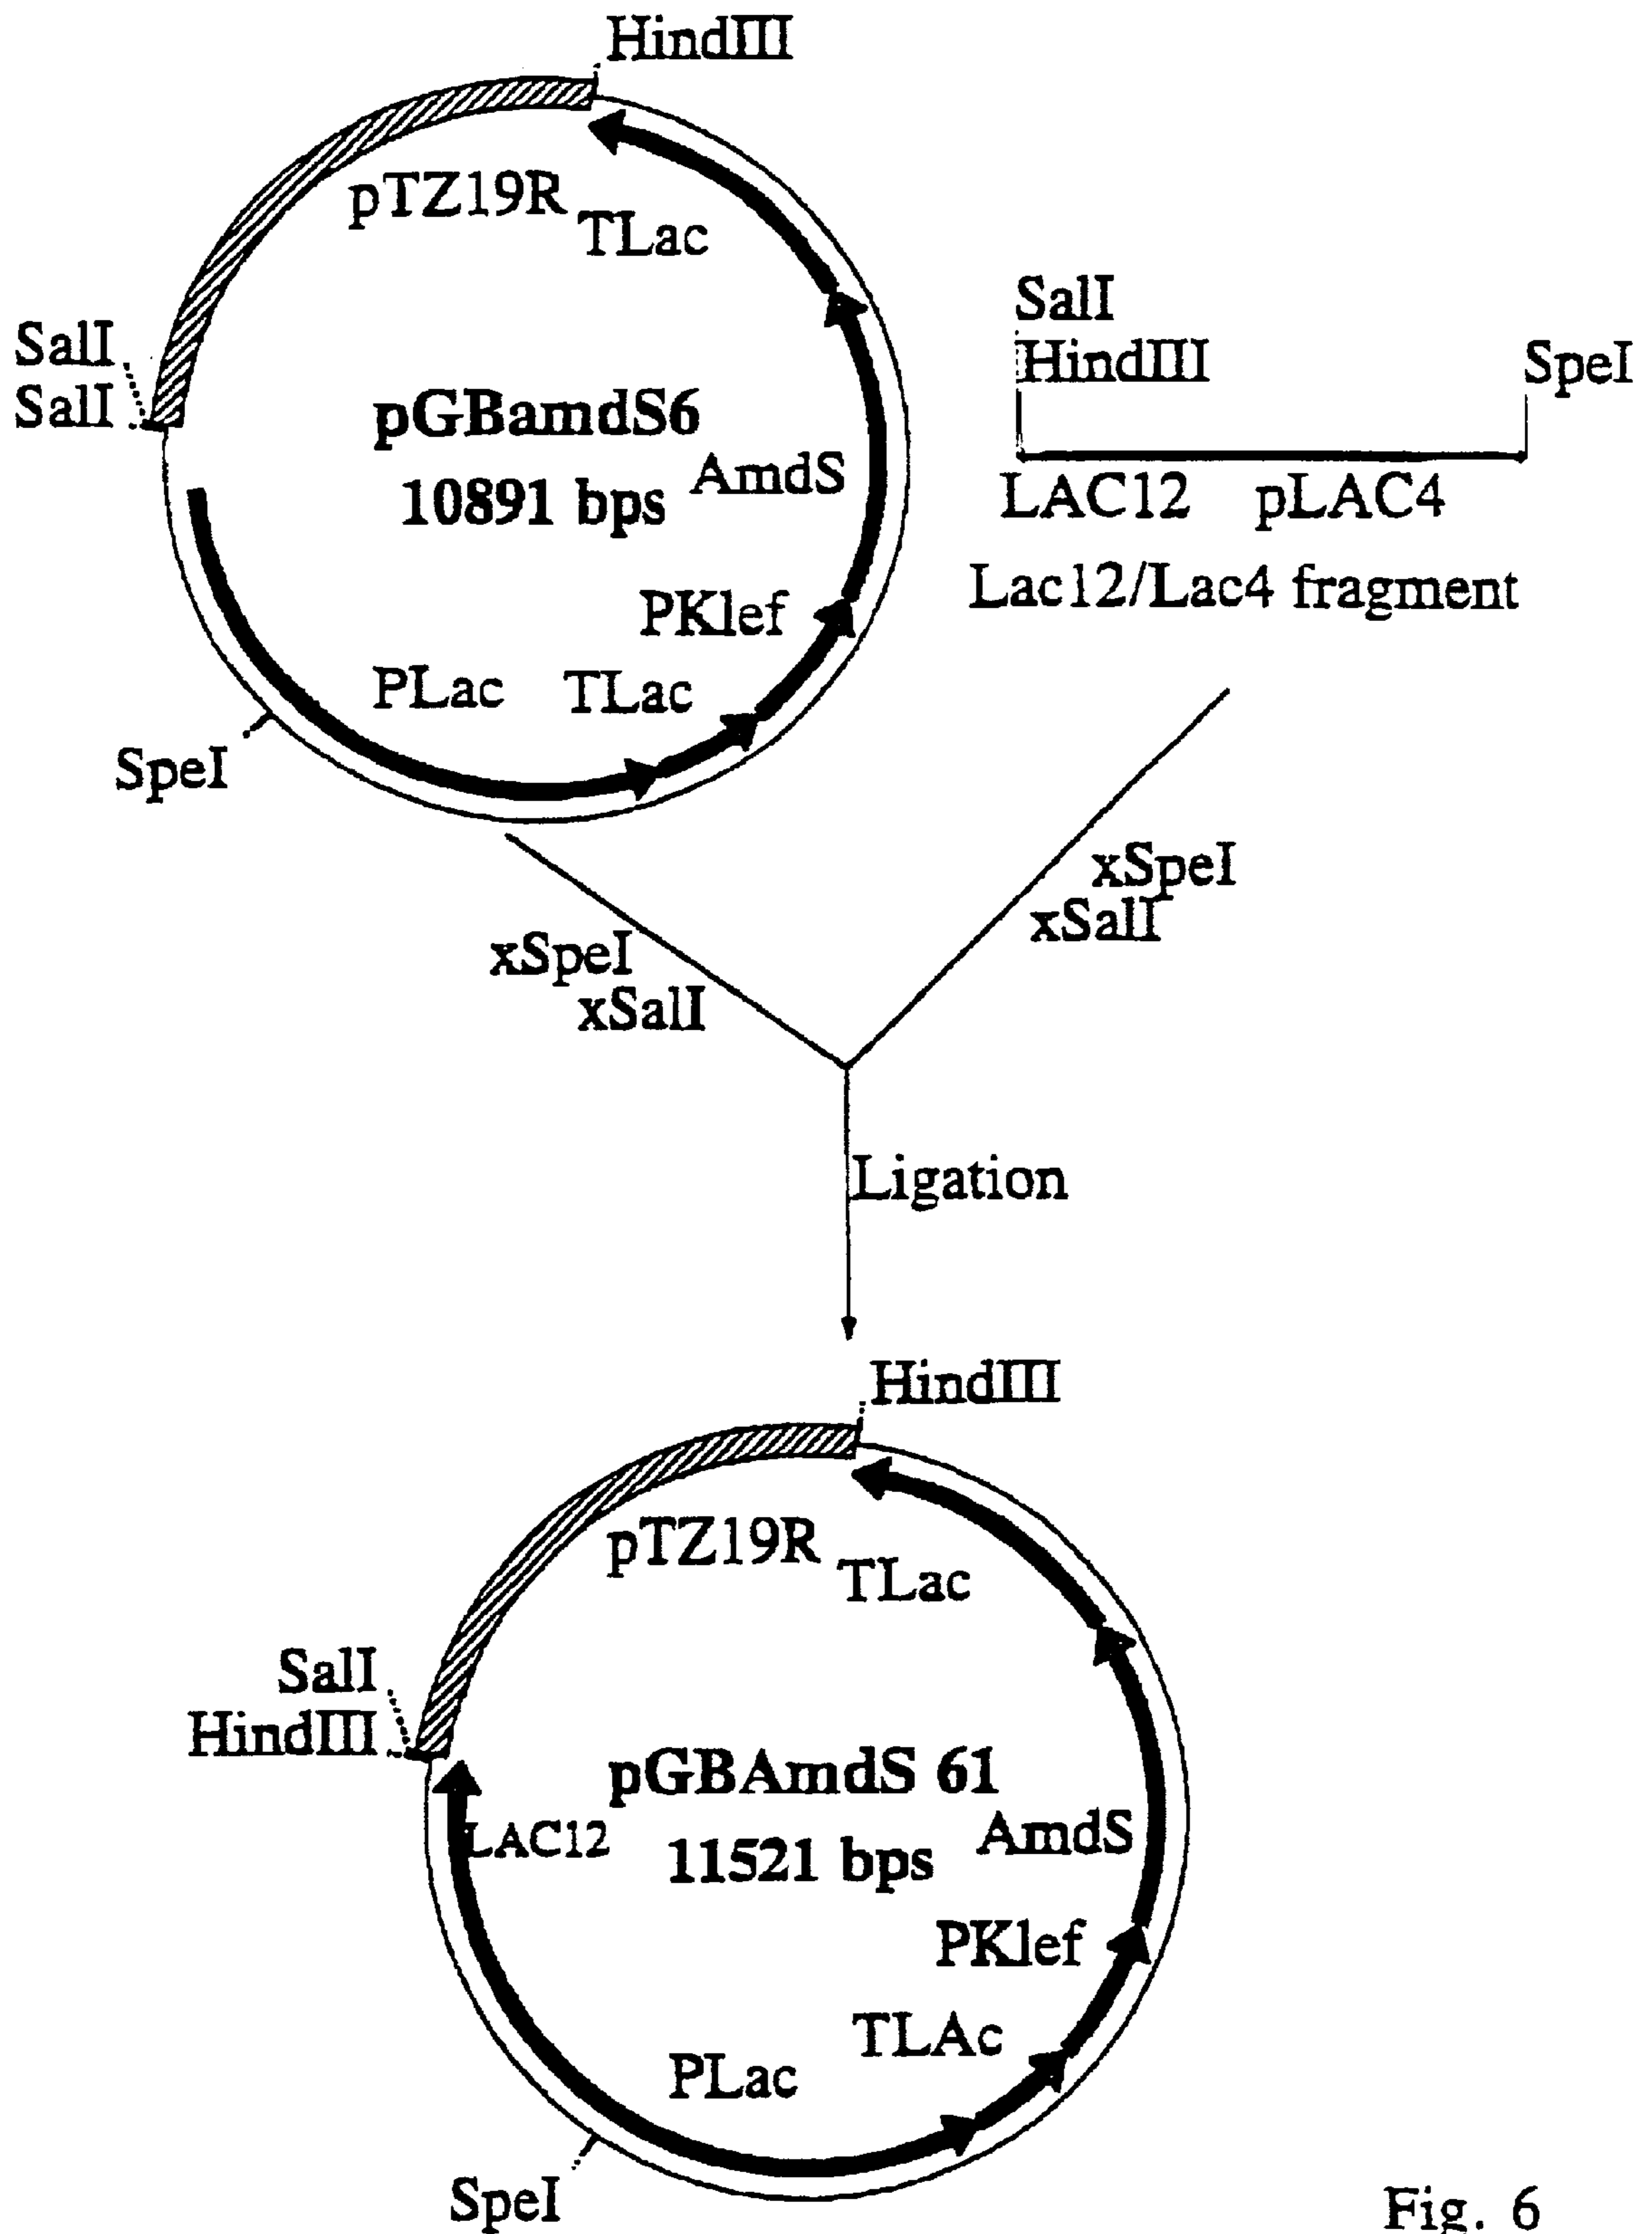 HindIII
pTZ19R
TLac
SalI
SalI
pGBamdS6
10891 bps
AmdS
PKlef
PLac
TLac
SpeI
SalI
HindIII
SpeI
LAC12
pLAC4
Lac12/Lac4 fragment
xSpeI
xSalI
xSpeI
xSalI
Ligation
HindIII
pTZ19R
TLac
SalI
HindIII
pGBAmdS 61
11521 bps
LAC12
AmdS
PKlef
TLAc
PLac
SpeI
Fig. 6